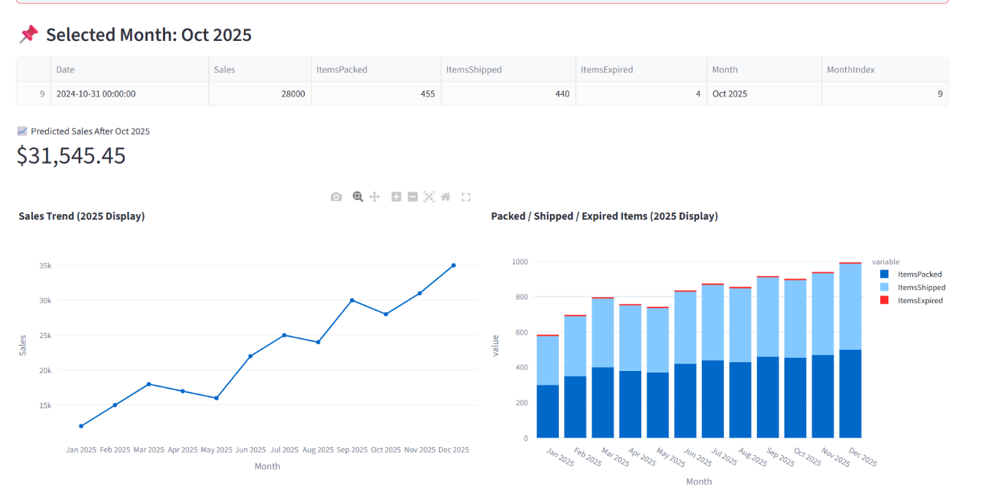 Selected Month: Oct 2025
Date Sales ItemsPacked ItemsShipped ItemsExpired Month MonthIndex
9 2024-10-31 00:00:00 28000 455 440 4 Oct 2025 9
Predicted Sales After Oct 2025
$31,545.45
Sales Trend (2025 Display)
35k
30k
25k
20k
15k
Sales
Jan 2025 Feb 2025 Mar 2025 Apr 2025 May 2025 Jun 2025 Jul 2025 Aug 2025 Sep 2025 Oct 2025 Nov 2025 Dec 2025
Month
Packed / Shipped / Expired Items (2025 Display)
1000
800
600
400
200
0
value
Jan 2025 Feb 2025 Mar 2025 Apr 2025 May 2025 Jun 2025 Jul 2025 Aug 2025 Sep 2025 Oct 2025 Nov 2025 Dec 2025
Month
variable
ItemsPacked
ItemsShipped
ItemsExpired